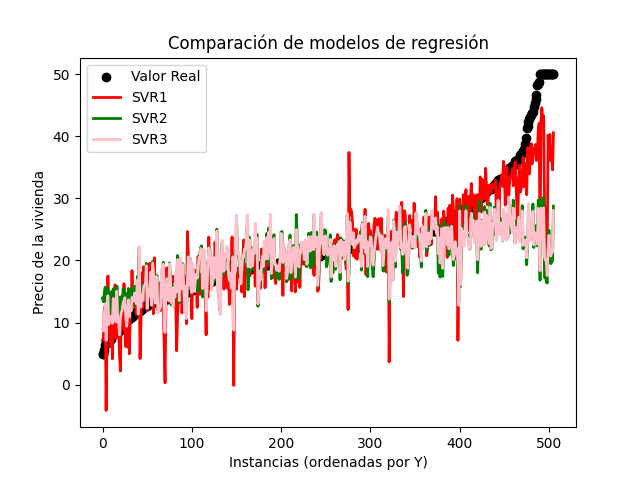 Comparación de modelos de regresión
Valor Real
SVR1
SVR2
SVR3
Precio de la vivienda
50
40
30
20
10
0
0
100
200
300
400
500
Instancias (ordenadas por Y)